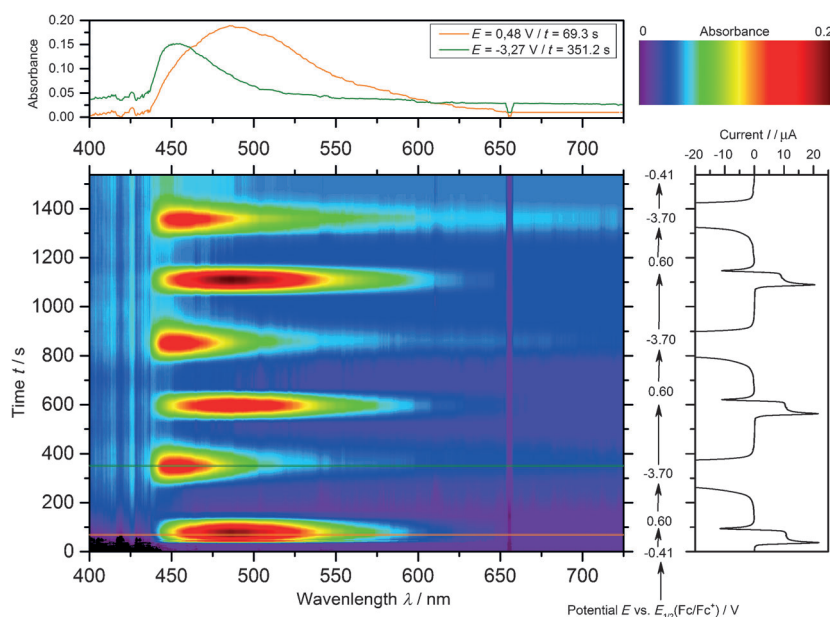 E = 0,48 V / t = 69.3 s
E = -3,27 V / t = 351.2 s
Absorbance
0.20
0.15
0.10
0.05
0.00
400 450 500 550 600 650 700
Absorbance
0 0.2
Current I / µA
-20 -10 0 10 20
Time t / s
1400
1200
1000
800
600
400
200
0
400 450 500 550 600 650 700
Wavelength λ / nm
-0.41
-3.70
0.60
-3.70
0.60
-3.70
0.60
-0.41
Potential E vs. E1/2(Fc/Fc+) / V